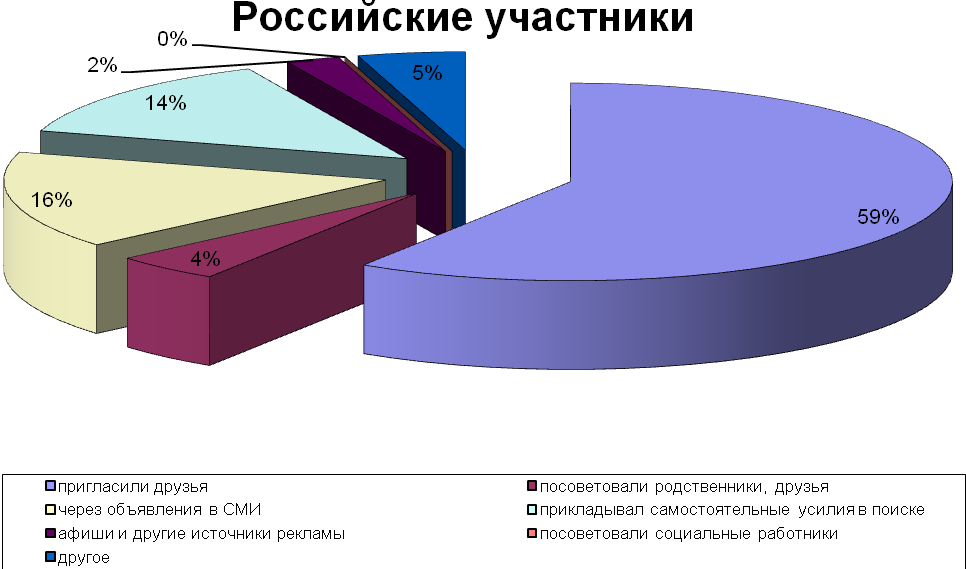 Российские участники
0%
2%
5%
14%
16%
59%
4%
пригласили друзья
посоветовали родственники, друзья
через объявления в СМИ
прикладывал самостоятельные усилия в поиске
афиши и другие источники рекламы
посоветовали социальные работники
другое